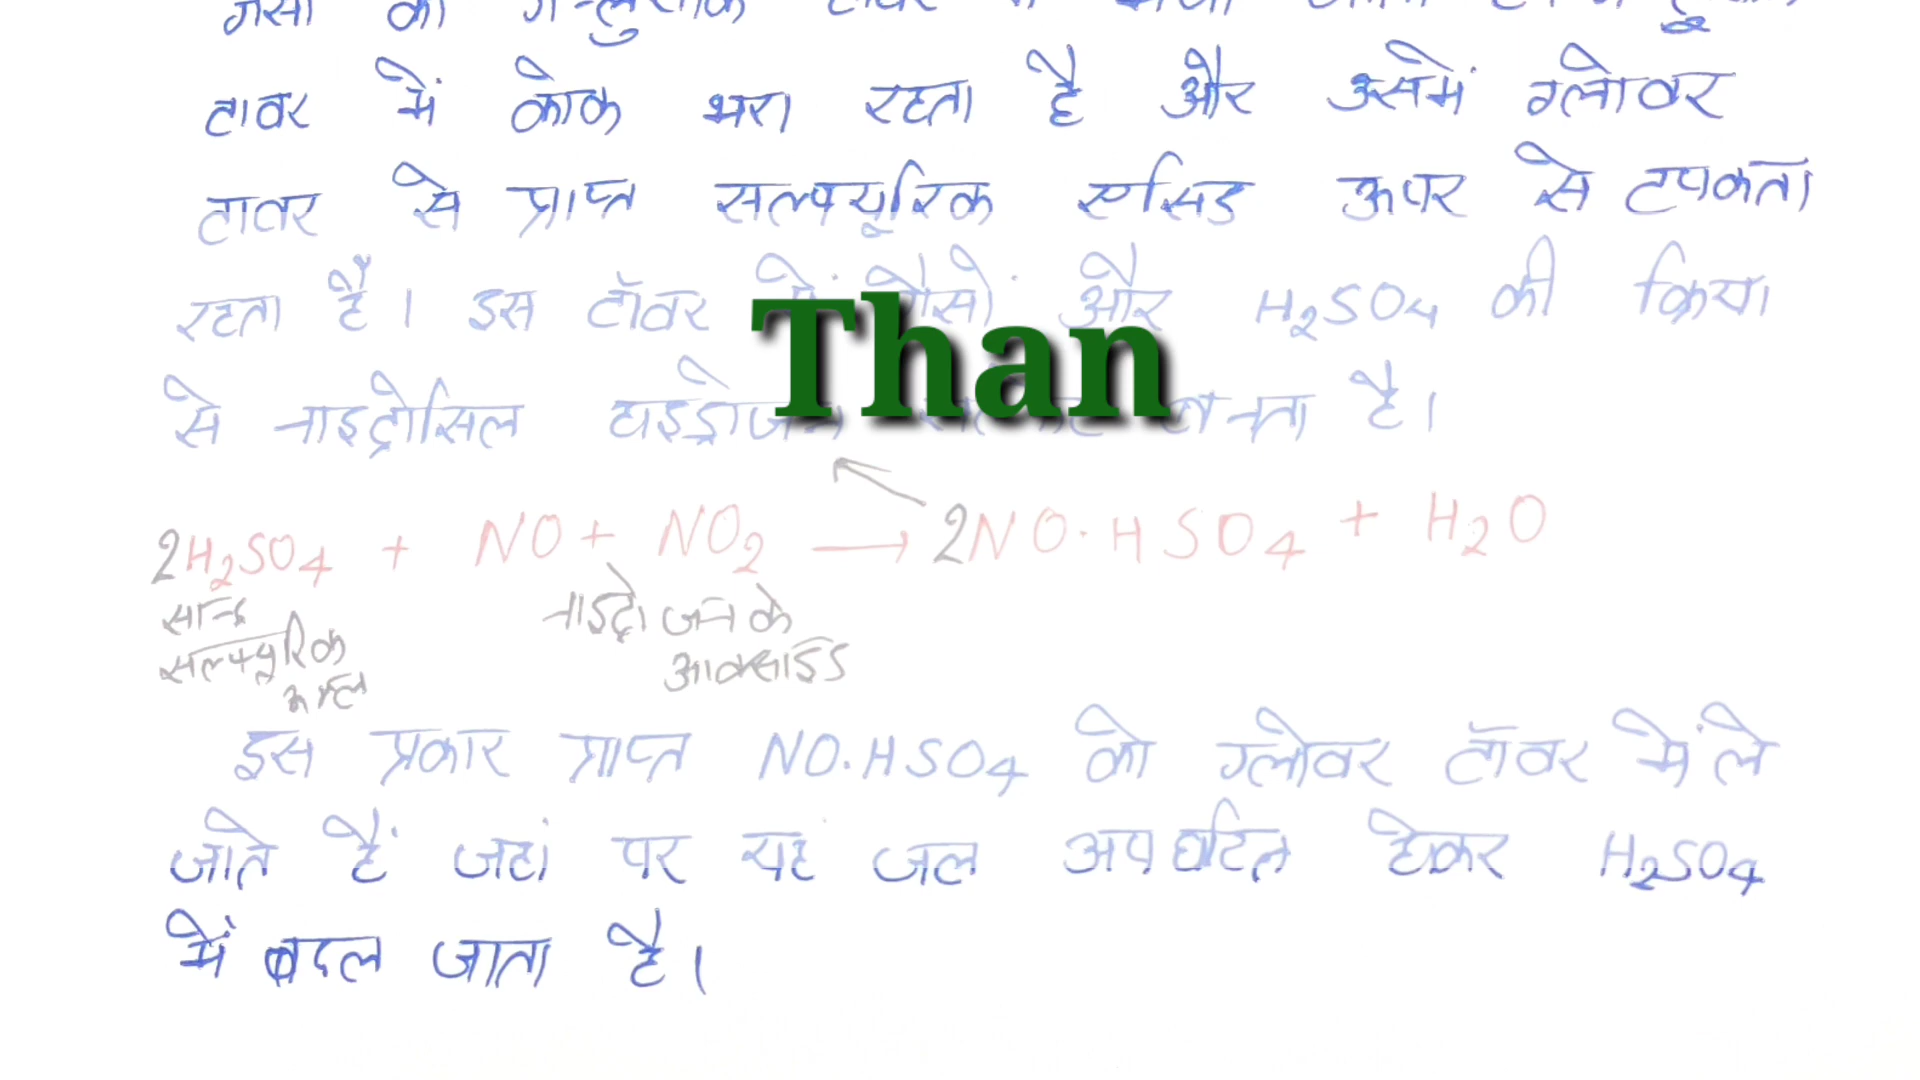 गैसों को
टावर में कोक भरा रहता है और उसमें ग्लोवर
टावर से प्राप्त सल्फ्यूरिक एसिड ऊपर से टपकता
रहता है। इस टॉवर में गैसों और H₂SO₄ की क्रिया
Than
से नाइट्रोसिल हाइड्रोजन बनता है।
2H₂SO₄ + NO + NO₂ → 2NO·HSO₄ + H₂O
सान्द्र नाइट्रोजन के
सल्फ्यूरिक आक्साइड
अम्ल
इस प्रकार प्राप्त NO.HSO₄ को ग्लोवर टॉवर में ले
जाते हैं जहां पर यह जल अपघटित होकर H₂SO₄
में बदल जाता है।